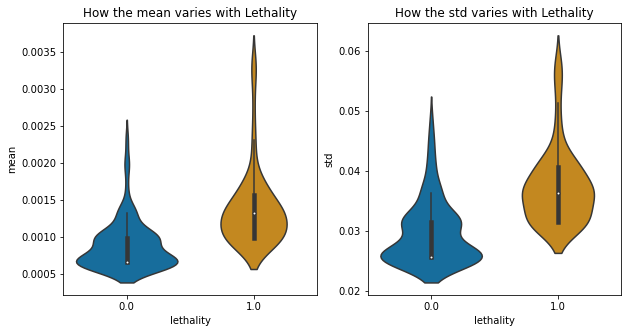 How the mean varies with Lethality
mean
0.0035
0.0030
0.0025
0.0020
0.0015
0.0010
0.0005
0.0
1.0
lethality
How the std varies with Lethality
std
0.06
0.05
0.04
0.03
0.02
0.0
1.0
lethality